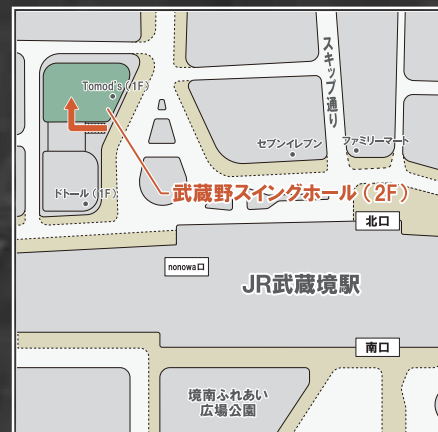 Tomod's（1F）
スキップ通り
セブンイレブン
ファミリーマート
ドトール（1F）
武蔵野スイングホール（2F）
北口
nonowa口
JR武蔵境駅
南口
境南ふれあい
広場公園